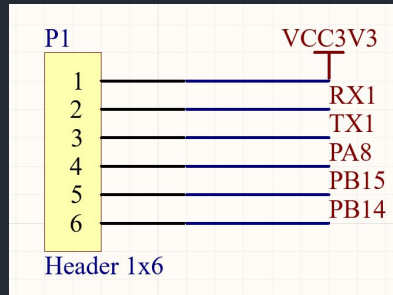 P1 VCC3V3
1
2 RX1
3 TX1
4 PA8
5 PB15
6 PB14
Header 1x6